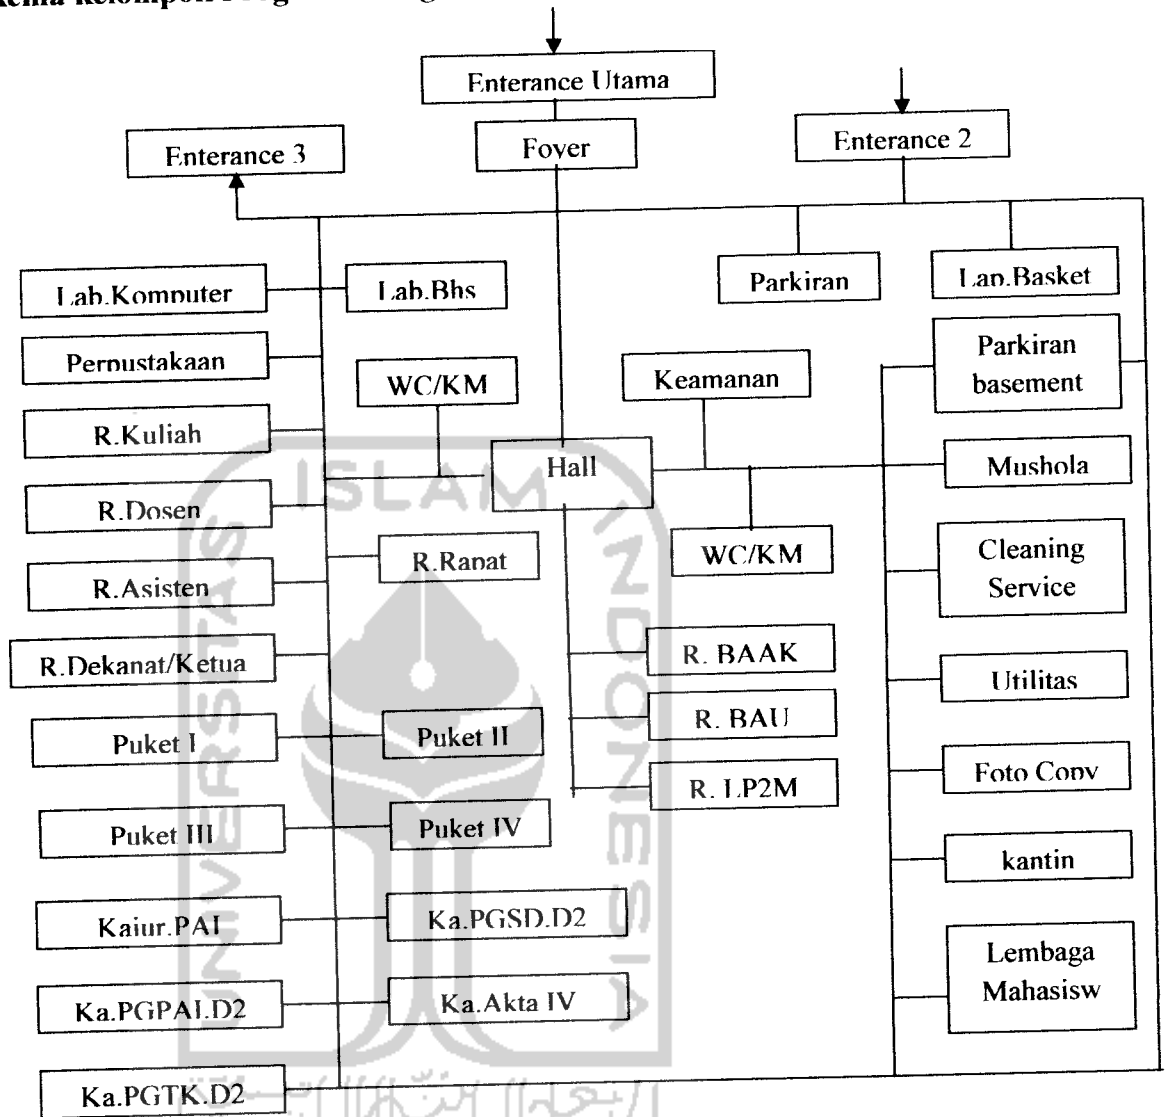 Enterance Utama
Enterance 3
Foyer
Enterance 2
Lab.Komputer
Lab.Bhs
Parkiran
Lap.Basket
Perpustakaan
WC/KM
Keamanan
Parkiran
basement
R.Kuliah
Hall
Mushola
R.Dosen
R.Rapat
WC/KM
Cleaning
Service
R.Asisten
R.Dekanat/Ketua
R. BAAK
Utilitas
Puket I
Puket II
R. BAU
Foto Copy
R. LP2M
Puket III
Puket IV
kantin
Kajur.PAI
Ka.PGSD.D2
Lembaga
Mahasisw
Ka.PGPAI.D2
Ka.Akta IV
Ka.PGTK.D2
UNIVERSITAS
ISLAM
INDONESIA